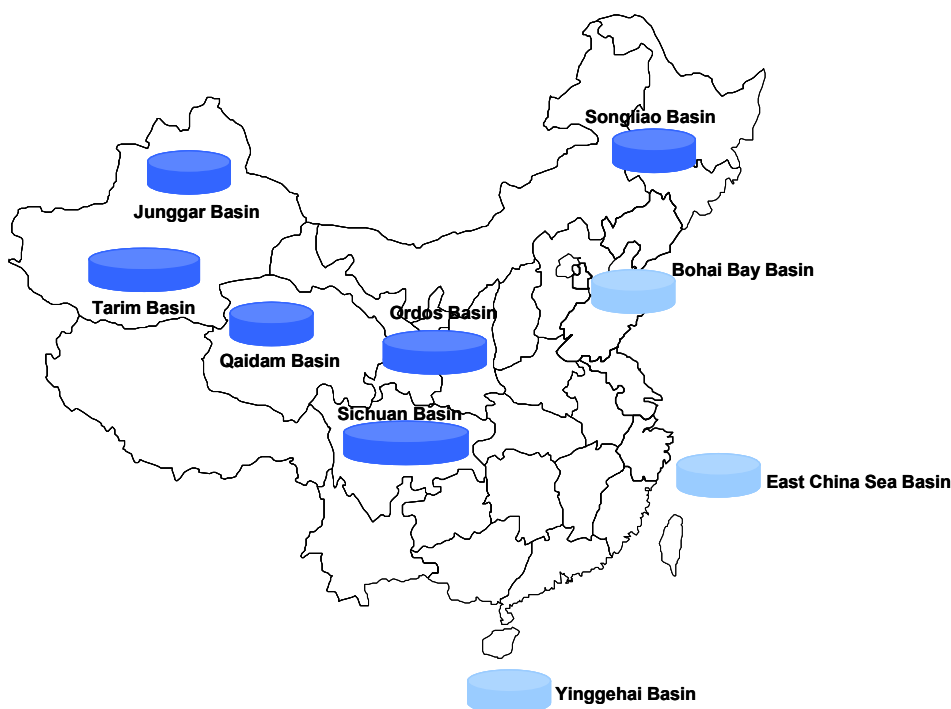 Songliao Basin
Junggar Basin
Bohai Bay Basin
Tarim Basin
Ordos Basin
Qaidam Basin
Sichuan Basin
East China Sea Basin
Yinggehai Basin